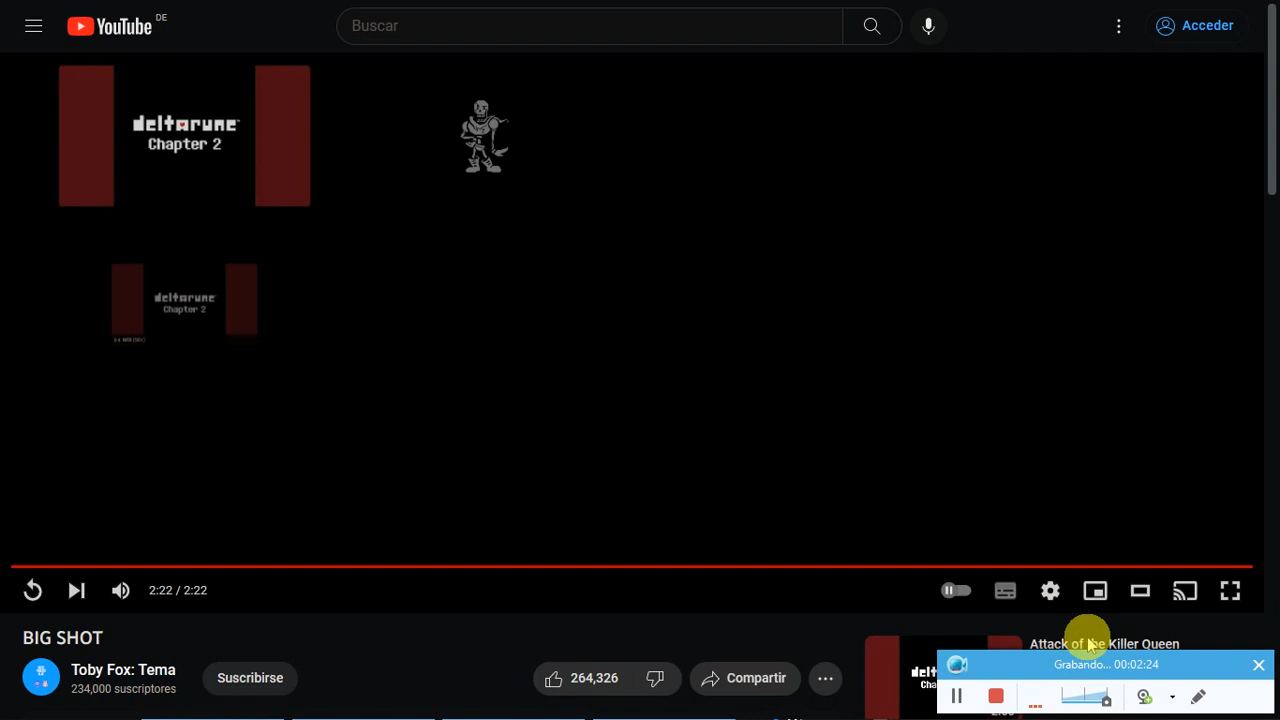 YouTube DE
Buscar
Acceder
deltarune
Chapter 2
deltarune
Chapter 2
2:22 / 2:22
BIG SHOT
Toby Fox: Tema
234,000 suscriptores
Suscribirse
264,326
Compartir
Attack of the Killer Queen
Grabando... 00:02:24